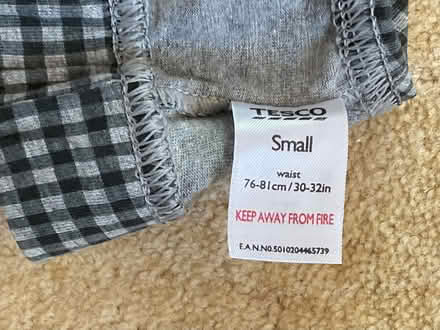 TESCO
Small
waist
76-81cm/30-32in
KEEP AWAY FROM FIRE
E.A.N.NO.5010204465739